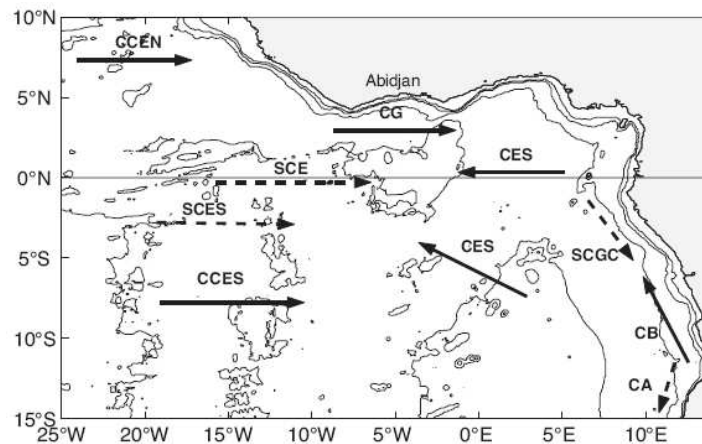 10°N
CCEN
Abidjan
5°N
CG
SCE
CES
0°N
SCES
CES
SCGC
5°S
CCES
10°S
CB
CA
15°S
25°W 20°W 15°W 10°W 5°W 0°E 5°E 10°E